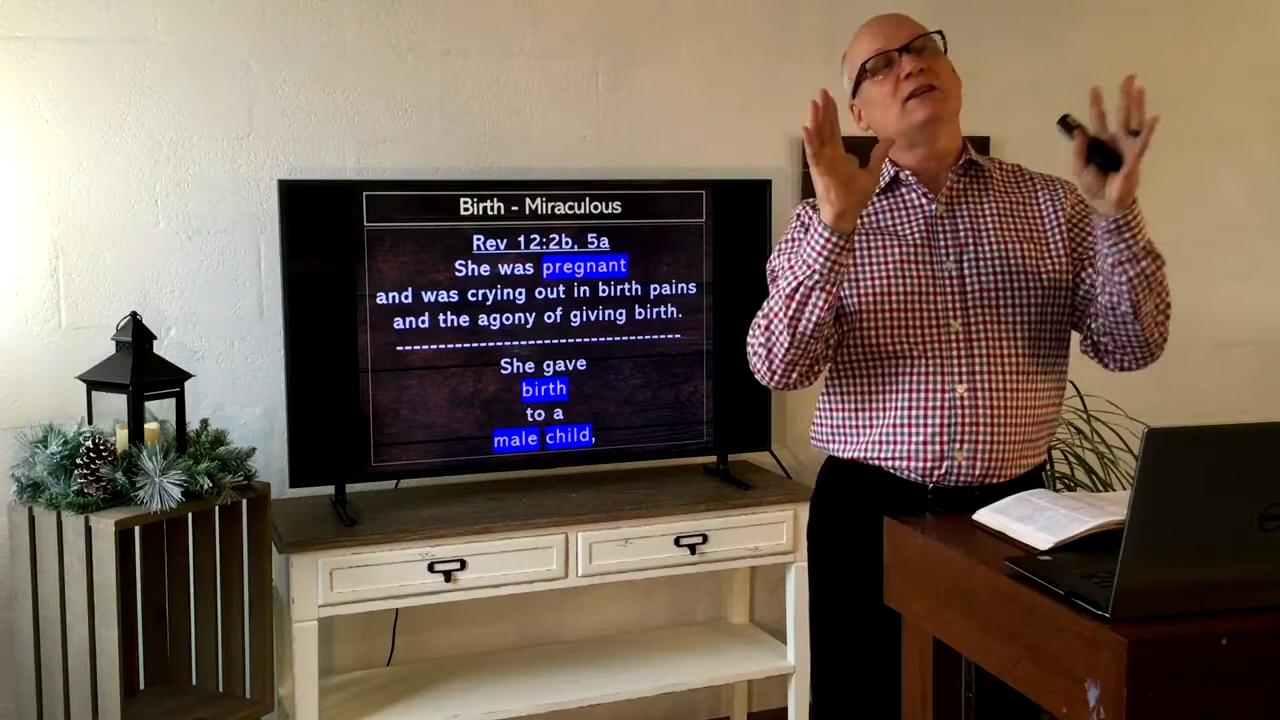 Birth - Miraculous
Rev 12:2b, 5a
She was pregnant
and was crying out in birth pains
and the agony of giving birth.
----------------------------------
She gave
birth
to a
male child,